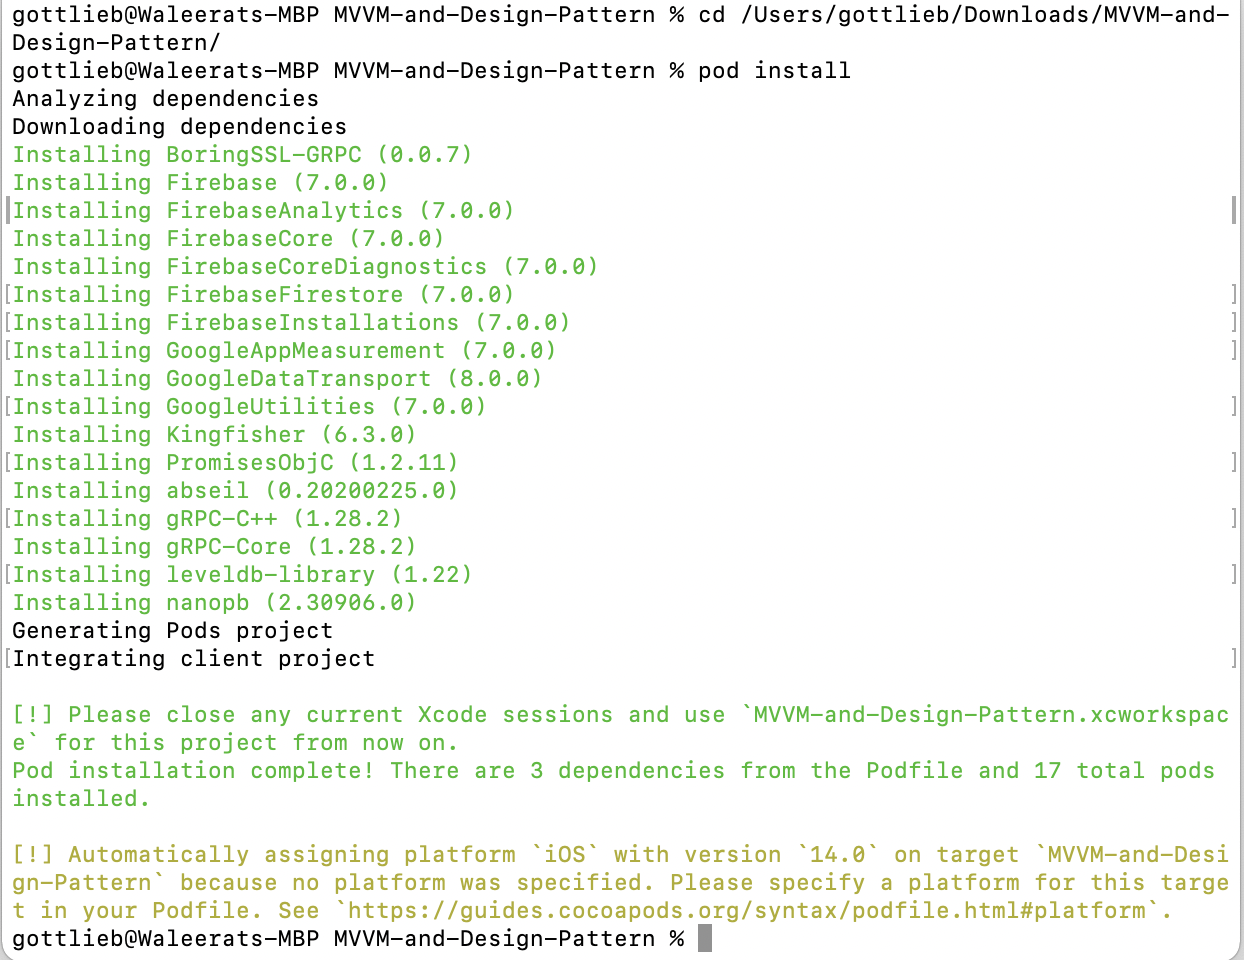 gottlieb@Waleerats-MBP MVVM-and-Design-Pattern % cd /Users/gottlieb/Downloads/MVVM-and-
Design-Pattern/
gottlieb@Waleerats-MBP MVVM-and-Design-Pattern % pod install
Analyzing dependencies
Downloading dependencies
Installing BoringSSL-GRPC (0.0.7)
Installing Firebase (7.0.0)
Installing FirebaseAnalytics (7.0.0)
Installing FirebaseCore (7.0.0)
Installing FirebaseCoreDiagnostics (7.0.0)
[Installing FirebaseFirestore (7.0.0) ]
[Installing FirebaseInstallations (7.0.0) ]
[Installing GoogleAppMeasurement (7.0.0) ]
Installing GoogleDataTransport (8.0.0)
[Installing GoogleUtilities (7.0.0) ]
Installing Kingfisher (6.3.0)
[Installing PromisesObjC (1.2.11) ]
Installing abseil (0.20200225.0)
[Installing gRPC-C++ (1.28.2) ]
Installing gRPC-Core (1.28.2)
[Installing leveldb-library (1.22) ]
Installing nanopb (2.30906.0)
Generating Pods project
[Integrating client project ]
[!] Please close any current Xcode sessions and use `MVVM-and-Design-Pattern.xcworkspac
e` for this project from now on.
Pod installation complete! There are 3 dependencies from the Podfile and 17 total pods
installed.
[!] Automatically assigning platform `iOS` with version `14.0` on target `MVVM-and-Desi
gn-Pattern` because no platform was specified. Please specify a platform for this targe
t in your Podfile. See `https://guides.cocoapods.org/syntax/podfile.html#platform`.
gottlieb@Waleerats-MBP MVVM-and-Design-Pattern %